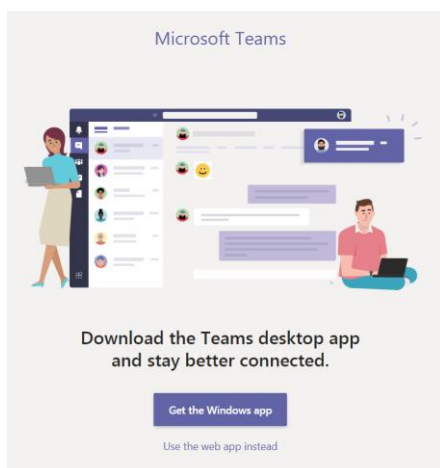 Microsoft Teams
Download the Teams desktop app
and stay better connected.
Get the Windows app
Use the web app instead